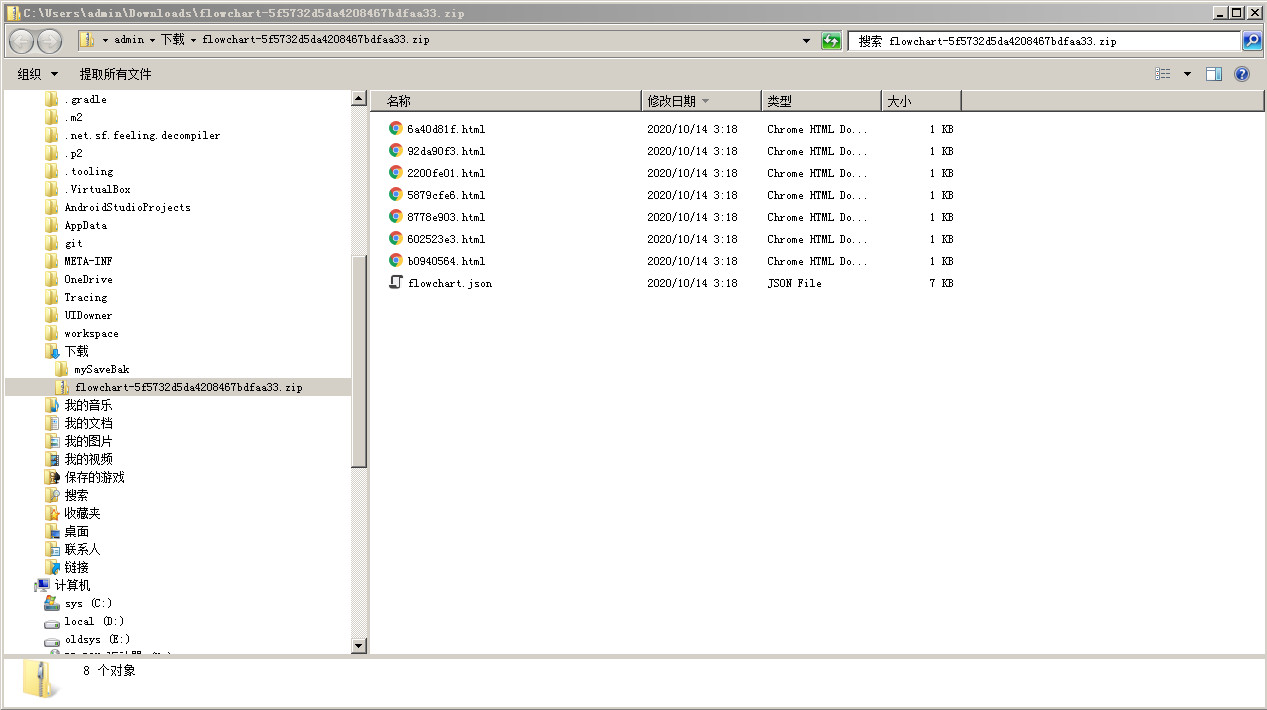 C:\Users\admin\Downloads\flowchart-5f5732d5da4208467bdfaa33.zip
admin 下载 flowchart-5f5732d5da4208467bdfaa33.zip
搜索 flowchart-5f5732d5da4208467bdfaa33.zip
组织 提取所有文件
.gradle
.m2
.net.sf.feeling.decompiler
.p2
.tooling
.VirtualBox
AndroidStudioProjects
AppData
git
META-INF
OneDrive
Tracing
UIDowner
workspace
下载
mySaveBak
flowchart-5f5732d5da4208467bdfaa33.zip
我的音乐
我的文档
我的图片
我的视频
保存的游戏
搜索
收藏夹
桌面
联系人
链接
计算机
sys (C:)
local (D:)
oldsys (E:)
名称 修改日期 类型 大小
6a40d81f.html 2020/10/14 3:18 Chrome HTML Do... 1 KB
92da90f3.html 2020/10/14 3:18 Chrome HTML Do... 1 KB
2200fe01.html 2020/10/14 3:18 Chrome HTML Do... 1 KB
5879cfe6.html 2020/10/14 3:18 Chrome HTML Do... 1 KB
8778e903.html 2020/10/14 3:18 Chrome HTML Do... 1 KB
602523e3.html 2020/10/14 3:18 Chrome HTML Do... 1 KB
b0940564.html 2020/10/14 3:18 Chrome HTML Do... 1 KB
flowchart.json 2020/10/14 3:18 JSON File 7 KB
8 个对象